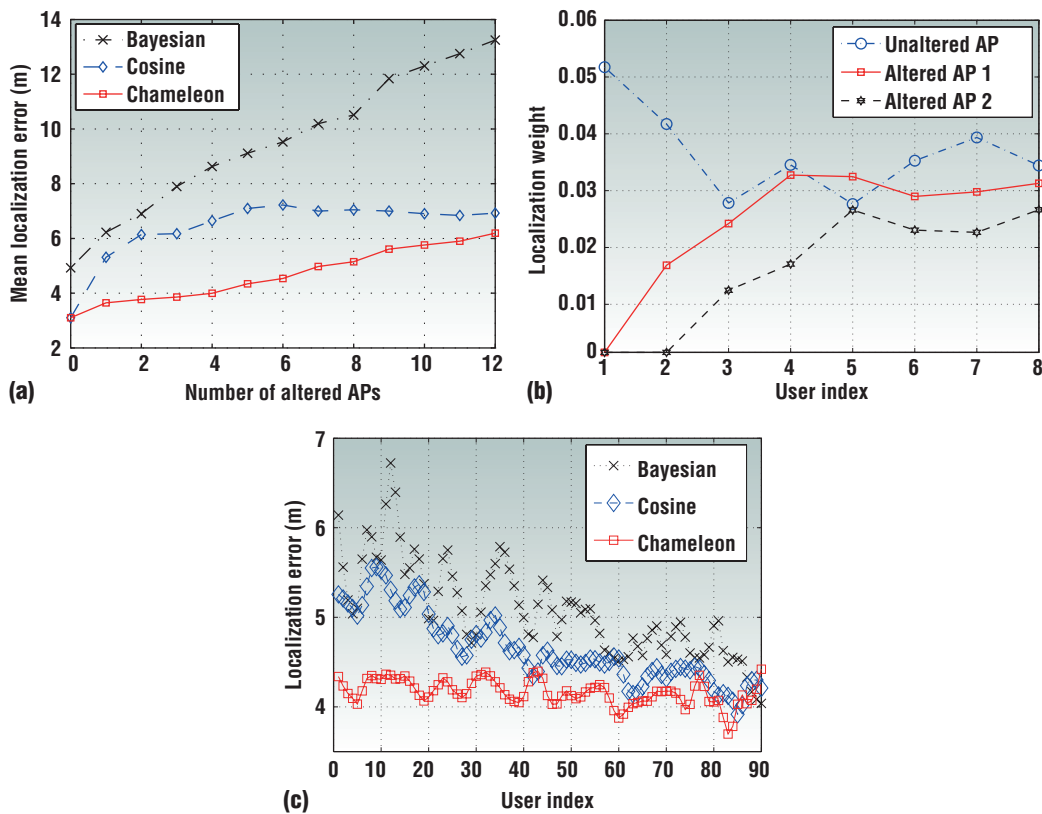 14
12
10
8
6
4
2
0 2 4 6 8 10 12
Mean localization error (m)
Number of altered APs
Bayesian
Cosine
Chameleon
(a)
0.06
0.05
0.04
0.03
0.02
0.01
0
1 2 3 4 5 6 7 8
Localization weight
User index
Unaltered AP
Altered AP 1
Altered AP 2
(b)
7
6
5
4
0 10 20 30 40 50 60 70 80 90
Localization error (m)
User index
Bayesian
Cosine
Chameleon
(c)